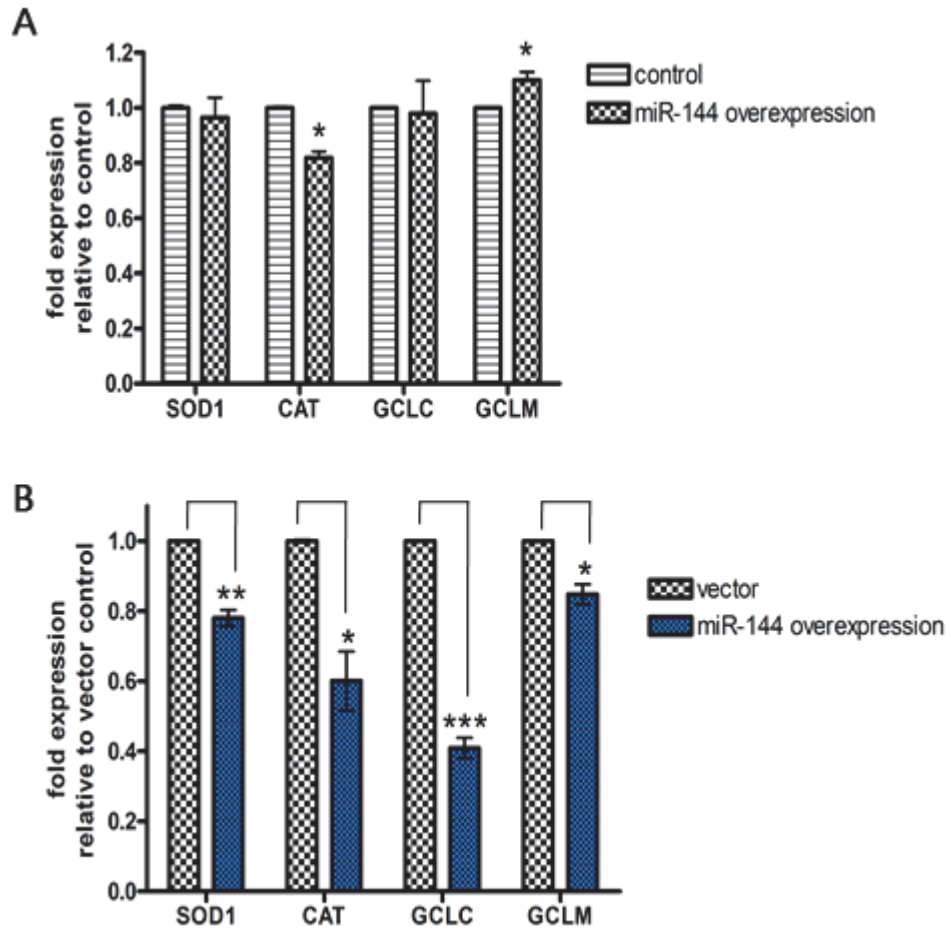 A
fold expression
relative to control
1.2
1.0
0.8
0.6
0.4
0.2
0.0
*
*
SOD1 CAT GCLC GCLM
control
miR-144 overexpression
B
fold expression
relative to vector control
1.0
0.8
0.6
0.4
0.2
0.0
**
*
***
*
SOD1 CAT GCLC GCLM
vector
miR-144 overexpression